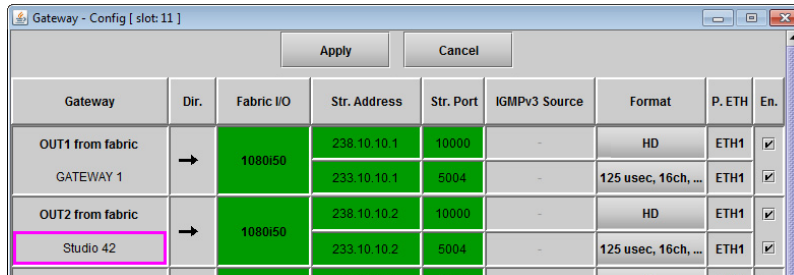 Gateway - Config [ slot: 11 ]
Apply Cancel
Gateway Dir. Fabric I/O Str. Address Str. Port IGMPv3 Source Format P. ETH En.
OUT1 from fabric 1080i50 238.10.10.1 10000 - HD ETH1
GATEWAY 1 233.10.10.1 5004 - 125 usec, 16ch, ... ETH1
OUT2 from fabric 1080i50 238.10.10.2 10000 - HD ETH1
Studio 42 233.10.10.2 5004 - 125 usec, 16ch, ... ETH1